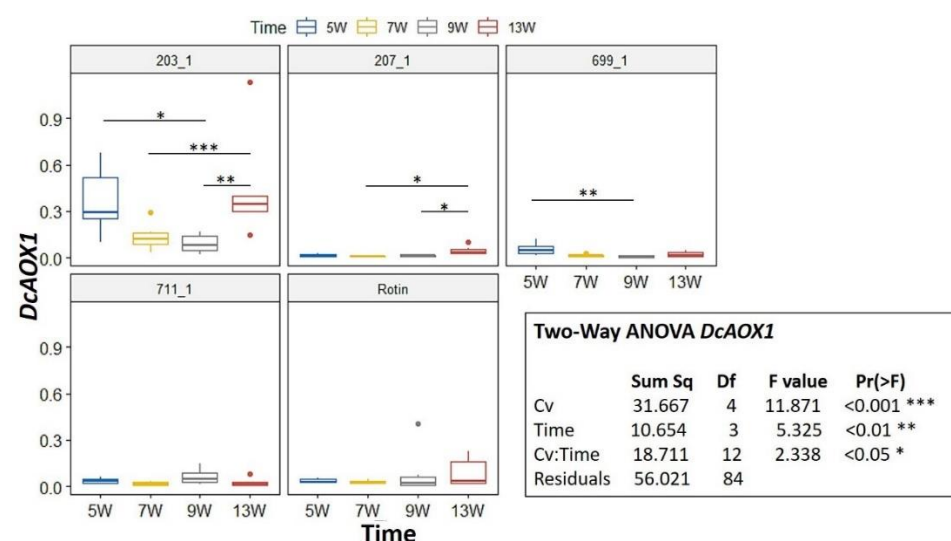 Time 5W 7W 9W 13W
203_1 207_1 699_1
DcAOX1
0.9
0.6
0.3
0.0
*
***
**
*
*
**
5W 7W 9W 13W
711_1 Rotin
0.9
0.6
0.3
0.0
5W 7W 9W 13W 5W 7W 9W 13W
Time
Two-Way ANOVA DcAOX1
Sum Sq Df F value Pr(>F)
Cv 31.667 4 11.871 <0.001 ***
Time 10.654 3 5.325 <0.01 **
Cv:Time 18.711 12 2.338 <0.05 *
Residuals 56.021 84